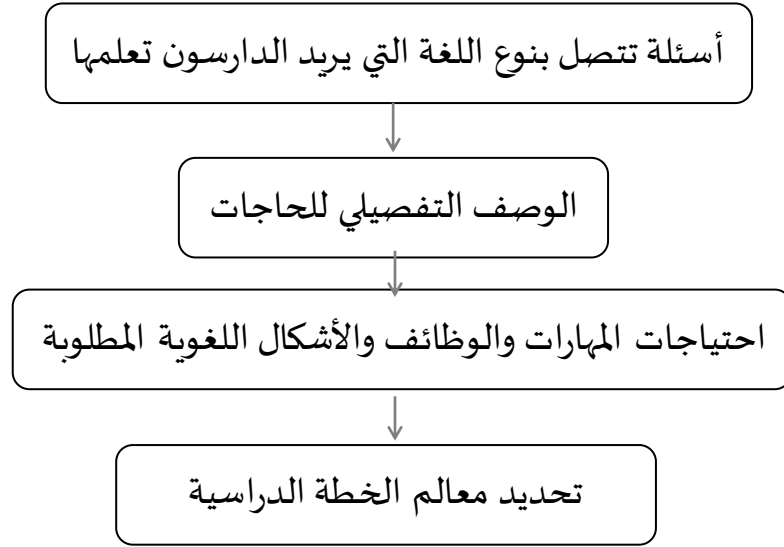 أسئلة تتصل بنوع اللغة التي يريد الدارسون تعلمها
الوصف التفصيلي للحاجات
احتياجات المهارات والوظائف والأشكال اللغوية المطلوبة
تحديد معالم الخطة الدراسية